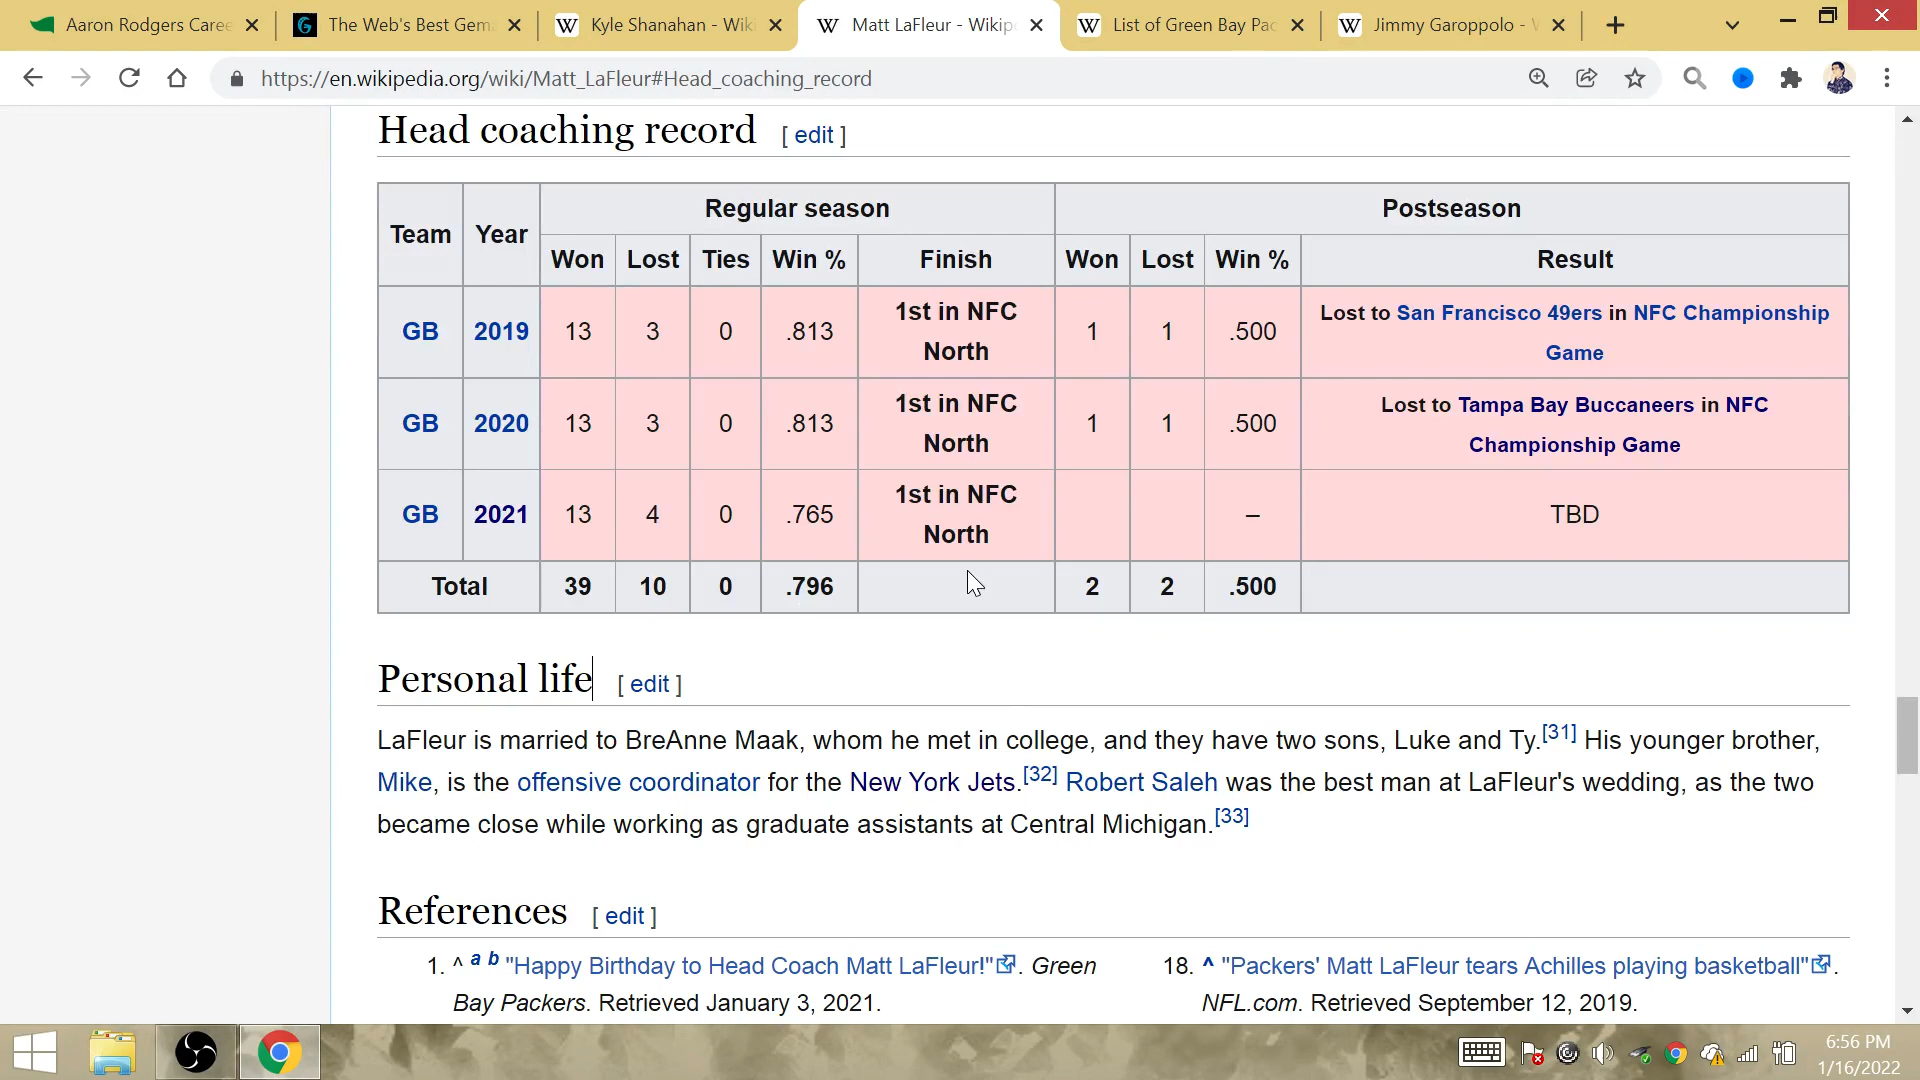 Aaron Rodgers Caree
The Web's Best Gem
Kyle Shanahan - Wiki
Matt LaFleur - Wikip
List of Green Bay Pac
Jimmy Garoppolo - W
https://en.wikipedia.org/wiki/Matt_LaFleur#Head_coaching_record
Head coaching record [ edit ]
Team Year Regular season Postseason
Won Lost Ties Win % Finish Won Lost Win % Result
GB 2019 13 3 0 .813 1st in NFC North 1 1 .500 Lost to San Francisco 49ers in NFC Championship Game
GB 2020 13 3 0 .813 1st in NFC North 1 1 .500 Lost to Tampa Bay Buccaneers in NFC Championship Game
GB 2021 13 4 0 .765 1st in NFC North – TBD
Total 39 10 0 .796 2 2 .500
Personal life [ edit ]
LaFleur is married to BreAnne Maak, whom he met in college, and they have two sons, Luke and Ty.[31] His younger brother,
Mike, is the offensive coordinator for the New York Jets.[32] Robert Saleh was the best man at LaFleur's wedding, as the two
became close while working as graduate assistants at Central Michigan.[33]
References [ edit ]
1. ^ a b "Happy Birthday to Head Coach Matt LaFleur!". Green
Bay Packers. Retrieved January 3, 2021.
18. ^ "Packers' Matt LaFleur tears Achilles playing basketball".
NFL.com. Retrieved September 12, 2019.
6:56 PM
1/16/2022